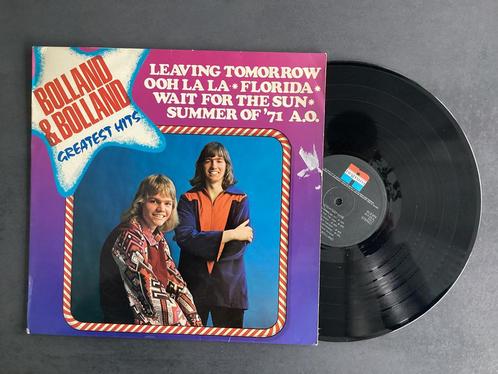 BOLLAND
& BOLLAND
GREATEST HITS
LEAVING TOMORROW
OOH LA LA * FLORIDA *
WAIT FOR THE SUN *
SUMMER OF '71 A.O.